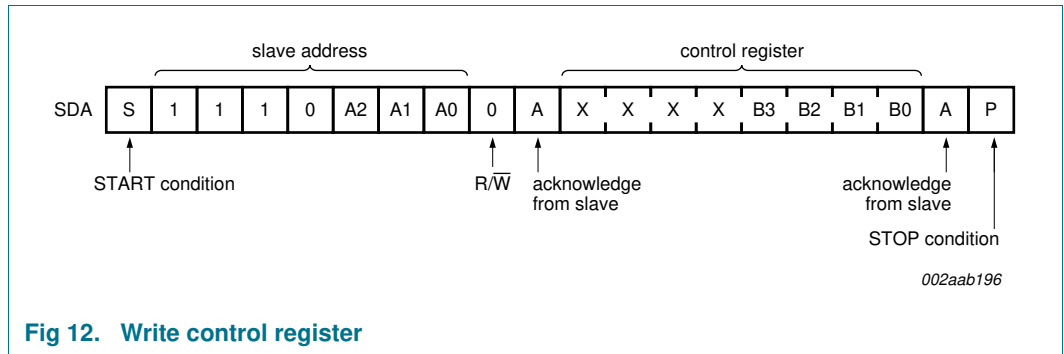 slave address control register
SDA S 1 1 1 0 A2 A1 A0 0 A X X X X B3 B2 B1 B0 A P
START condition R/W̅ acknowledge acknowledge
from slave from slave
STOP condition
002aab196
Fig 12. Write control register